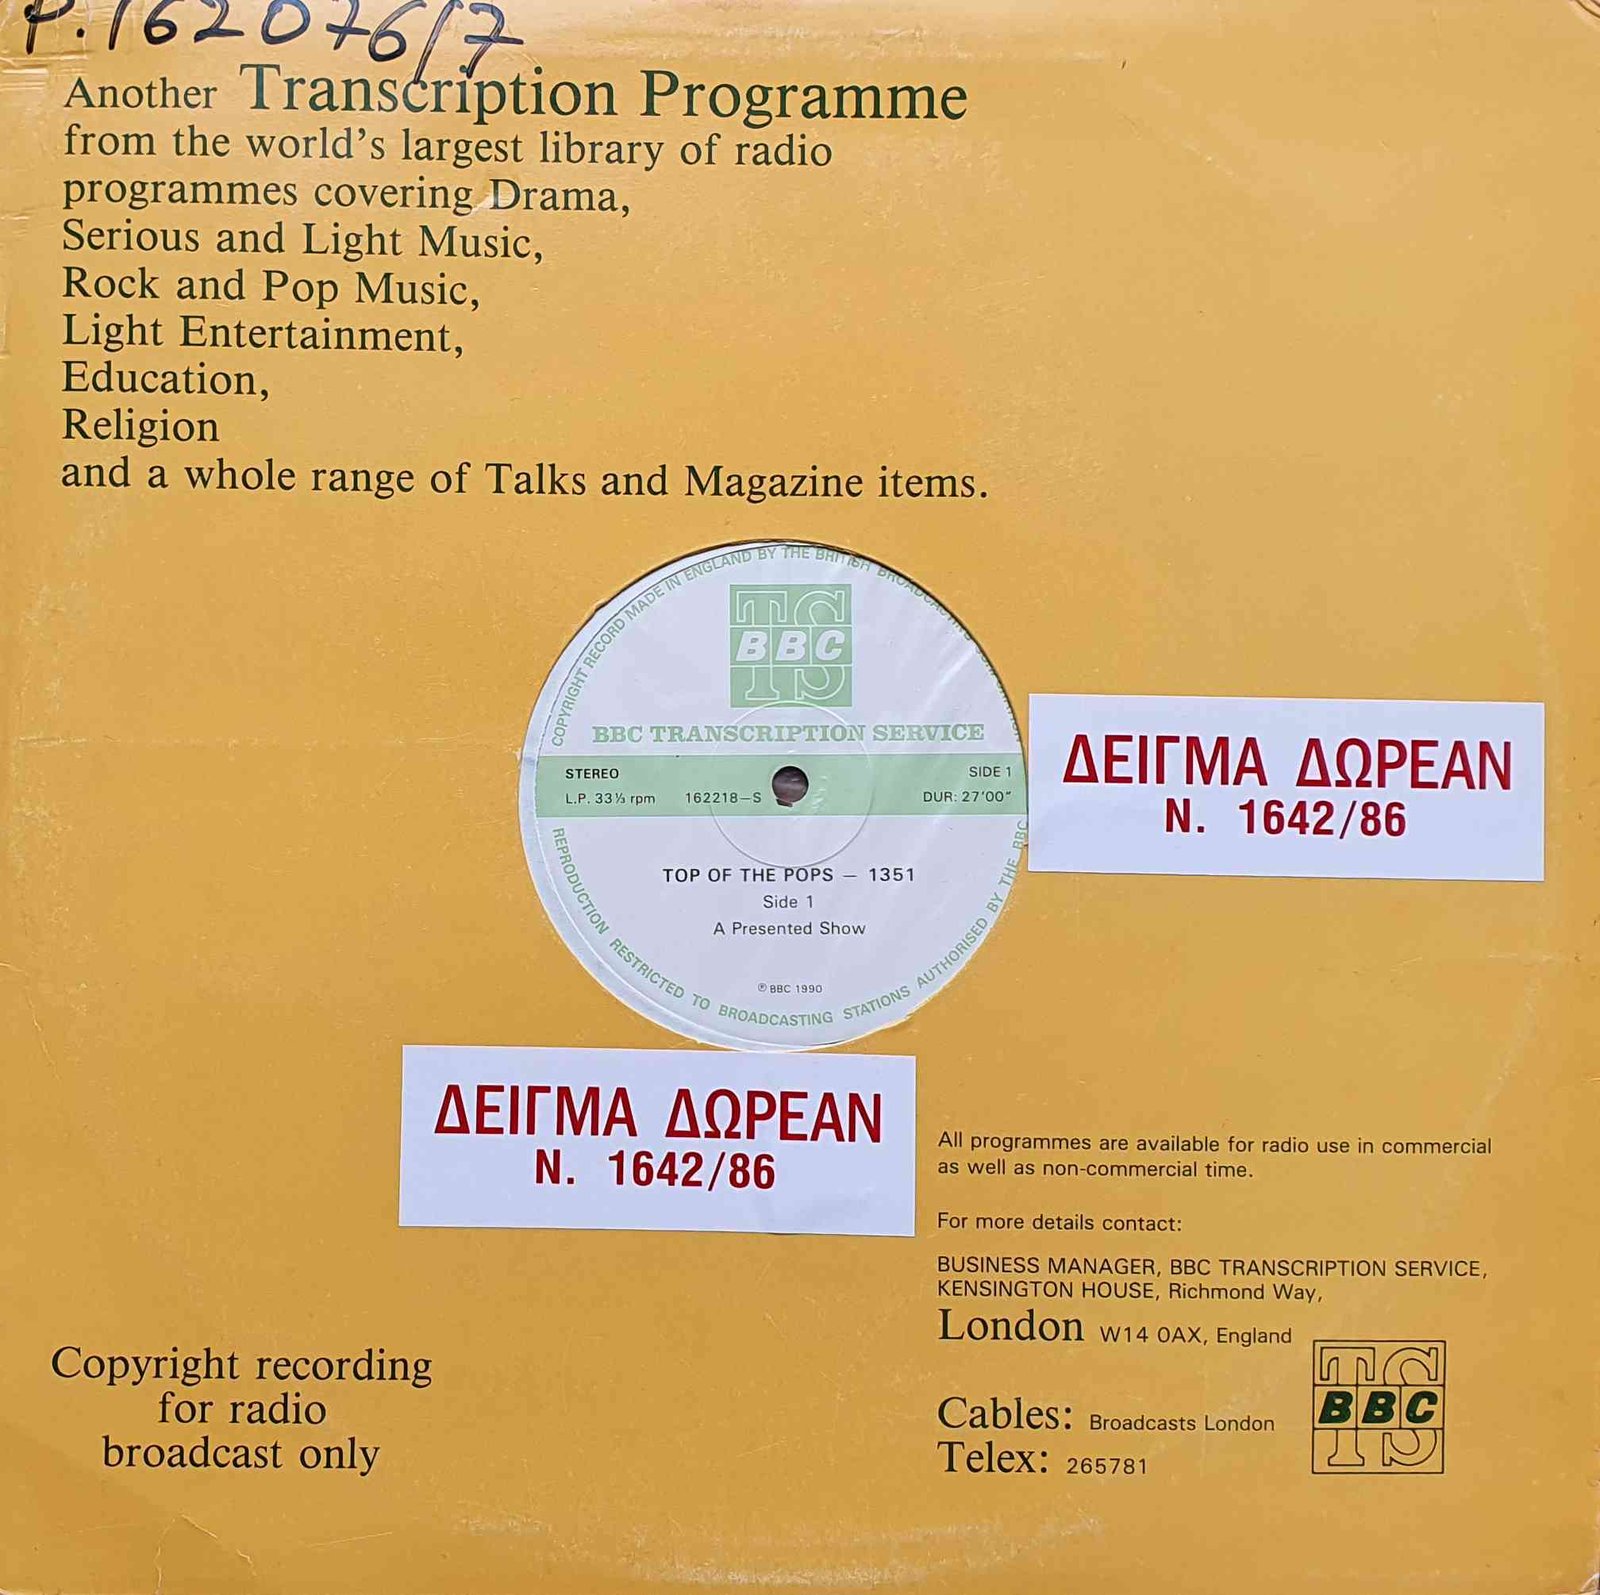 P.162076/7
Another Transcription Programme
from the world's largest library of radio
programmes covering Drama,
Serious and Light Music,
Rock and Pop Music,
Light Entertainment,
Education,
Religion
and a whole range of Talks and Magazine items.
COPYRIGHT RECORD MADE IN ENGLAND BY THE BRITISH BROADCASTING
TS
BBC
TS
BBC TRANSCRIPTION SERVICE
STEREO SIDE 1
L.P. 33⅓ rpm 162218–S DUR: 27'00"
TOP OF THE POPS – 1351
Side 1
A Presented Show
℗ BBC 1990
REPRODUCTION RESTRICTED TO BROADCASTING STATIONS AUTHORISED BY THE BBC
ΔΕΙΓΜΑ ΔΩΡΕΑΝ
Ν. 1642/86
ΔΕΙΓΜΑ ΔΩΡΕΑΝ
Ν. 1642/86
All programmes are available for radio use in commercial
as well as non-commercial time.
For more details contact:
BUSINESS MANAGER, BBC TRANSCRIPTION SERVICE,
KENSINGTON HOUSE, Richmond Way,
London W14 0AX, England
Cables: Broadcasts London
Telex: 265781
TS
BBC
TS
Copyright recording
for radio
broadcast only